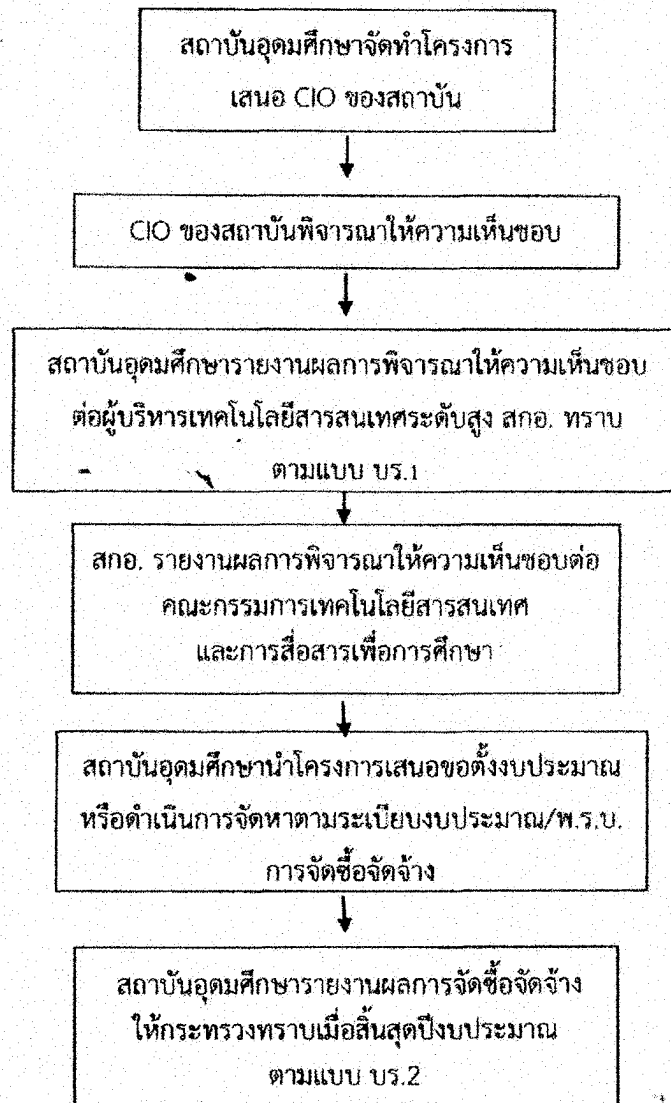 สถาบันอุดมศึกษาจัดทำโครงการ
เสนอ CIO ของสถาบัน
CIO ของสถาบันพิจารณาให้ความเห็นชอบ
สถาบันอุดมศึกษารายงานผลการพิจารณาให้ความเห็นชอบ
ต่อผู้บริหารเทคโนโลยีสารสนเทศระดับสูง สกอ. ทราบ
ตามแบบ บร.1
สกอ. รายงานผลการพิจารณาให้ความเห็นชอบต่อ
คณะกรรมการเทคโนโลยีสารสนเทศ
และการสื่อสารเพื่อการศึกษา
สถาบันอุดมศึกษานำโครงการเสนอขอตั้งงบประมาณ
หรือดำเนินการจัดหาตามระเบียบงบประมาณ/พ.ร.บ.
การจัดซื้อจัดจ้าง
สถาบันอุดมศึกษารายงานผลการจัดซื้อจัดจ้าง
ให้กระทรวงทราบเมื่อสิ้นสุดปีงบประมาณ
ตามแบบ บร.2